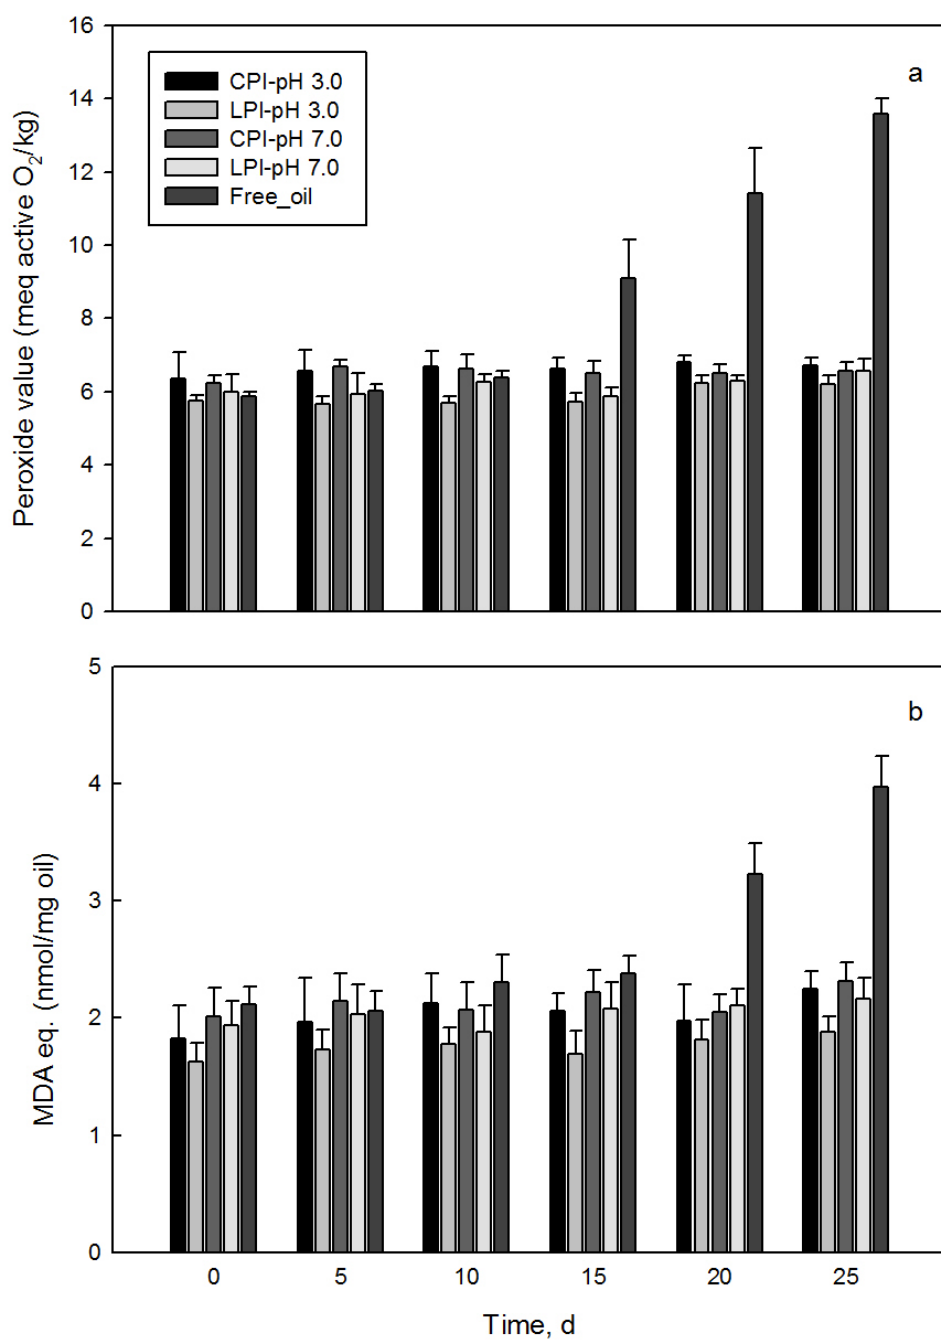 16
14
12
10
8
6
4
2
0
Peroxide value (meq active O₂/kg)
CPI-pH 3.0
LPI-pH 3.0
CPI-pH 7.0
LPI-pH 7.0
Free_oil
a
5
4
3
2
1
0
MDA eq. (nmol/mg oil)
b
0 5 10 15 20 25
Time, d